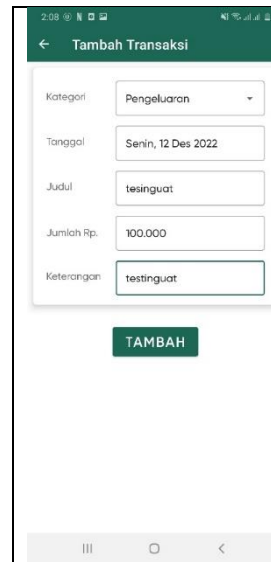 2:08
Tambah Transaksi
Kategori Pengeluaran
Tanggal Senin, 12 Des 2022
Judul tesinguat
Jumlah Rp. 100.000
Keterangan testinguat
TAMBAH